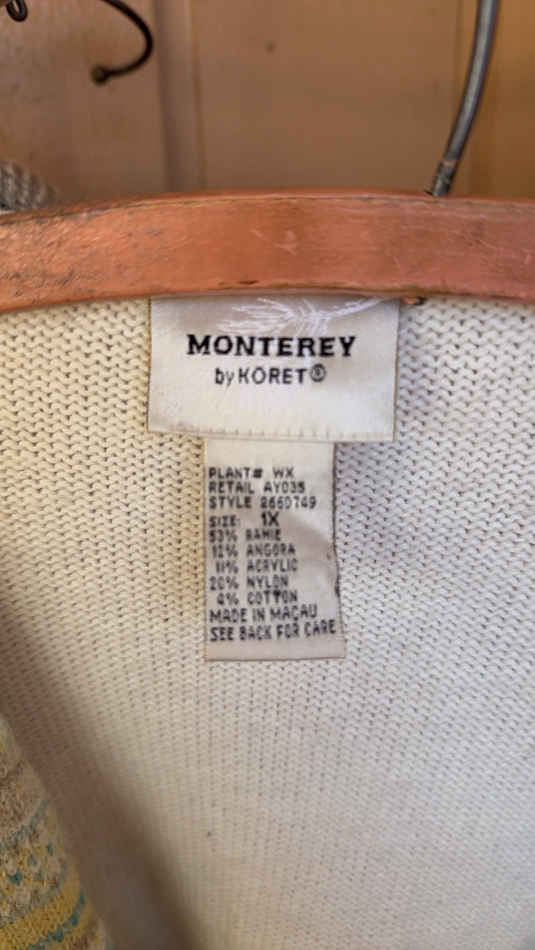 MONTEREY
by KORET®
PLANT# WX
RETAIL AY035
STYLE 2660749
SIZE: 1X
53% RAMIE
12% ANGORA
11% ACRYLIC
20% NYLON
4% COTTON
MADE IN MACAU
SEE BACK FOR CARE